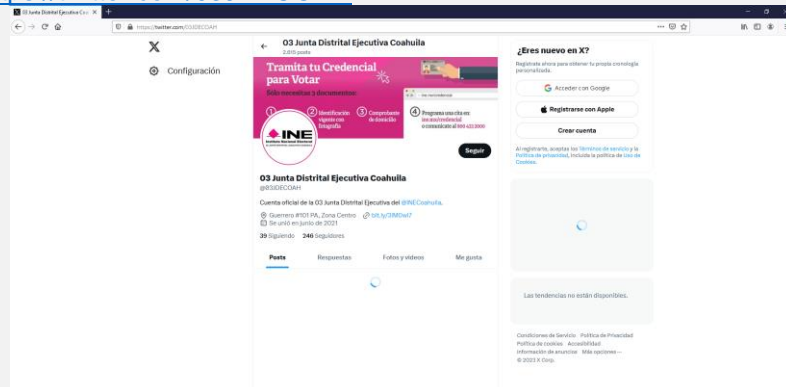 03 Junta Distrital Ejecutiva Coa
https://twitter.com/03JDECOAH
Configuración
03 Junta Distrital Ejecutiva Coahuila
2.615 posts
Tramita tu Credencial
para Votar
Sólo necesitas 3 documentos:
1
2 Identificación
vigente con
fotografía
3 Comprobante
de domicilio
4 Programa una cita en:
ine.mx/credencial
o comunícate al 800 433 2000
INE
Instituto Nacional Electoral
Seguir
03 Junta Distrital Ejecutiva Coahuila
@03JDECOAH
Cuenta oficial de la 03 Junta Distrital Ejecutiva del @INECoahuila.
Guerrero #101 PA, Zona Centro
Se unió en junio de 2021
39 Siguiendo 246 Seguidores
Posts Respuestas Fotos y videos Me gusta
¿Eres nuevo en X?
Regístrate ahora para obtener tu propia cronología
personalizada.
Acceder con Google
Registrarse con Apple
Crear cuenta
Al registrarte, aceptas los Términos de servicio y la
Política de privacidad, incluida la política de Uso de
Cookies.
Las tendencias no están disponibles.
Condiciones de Servicio Política de Privacidad
Política de cookies Accesibilidad
Información de anuncios Más opciones
© 2023 X Corp.